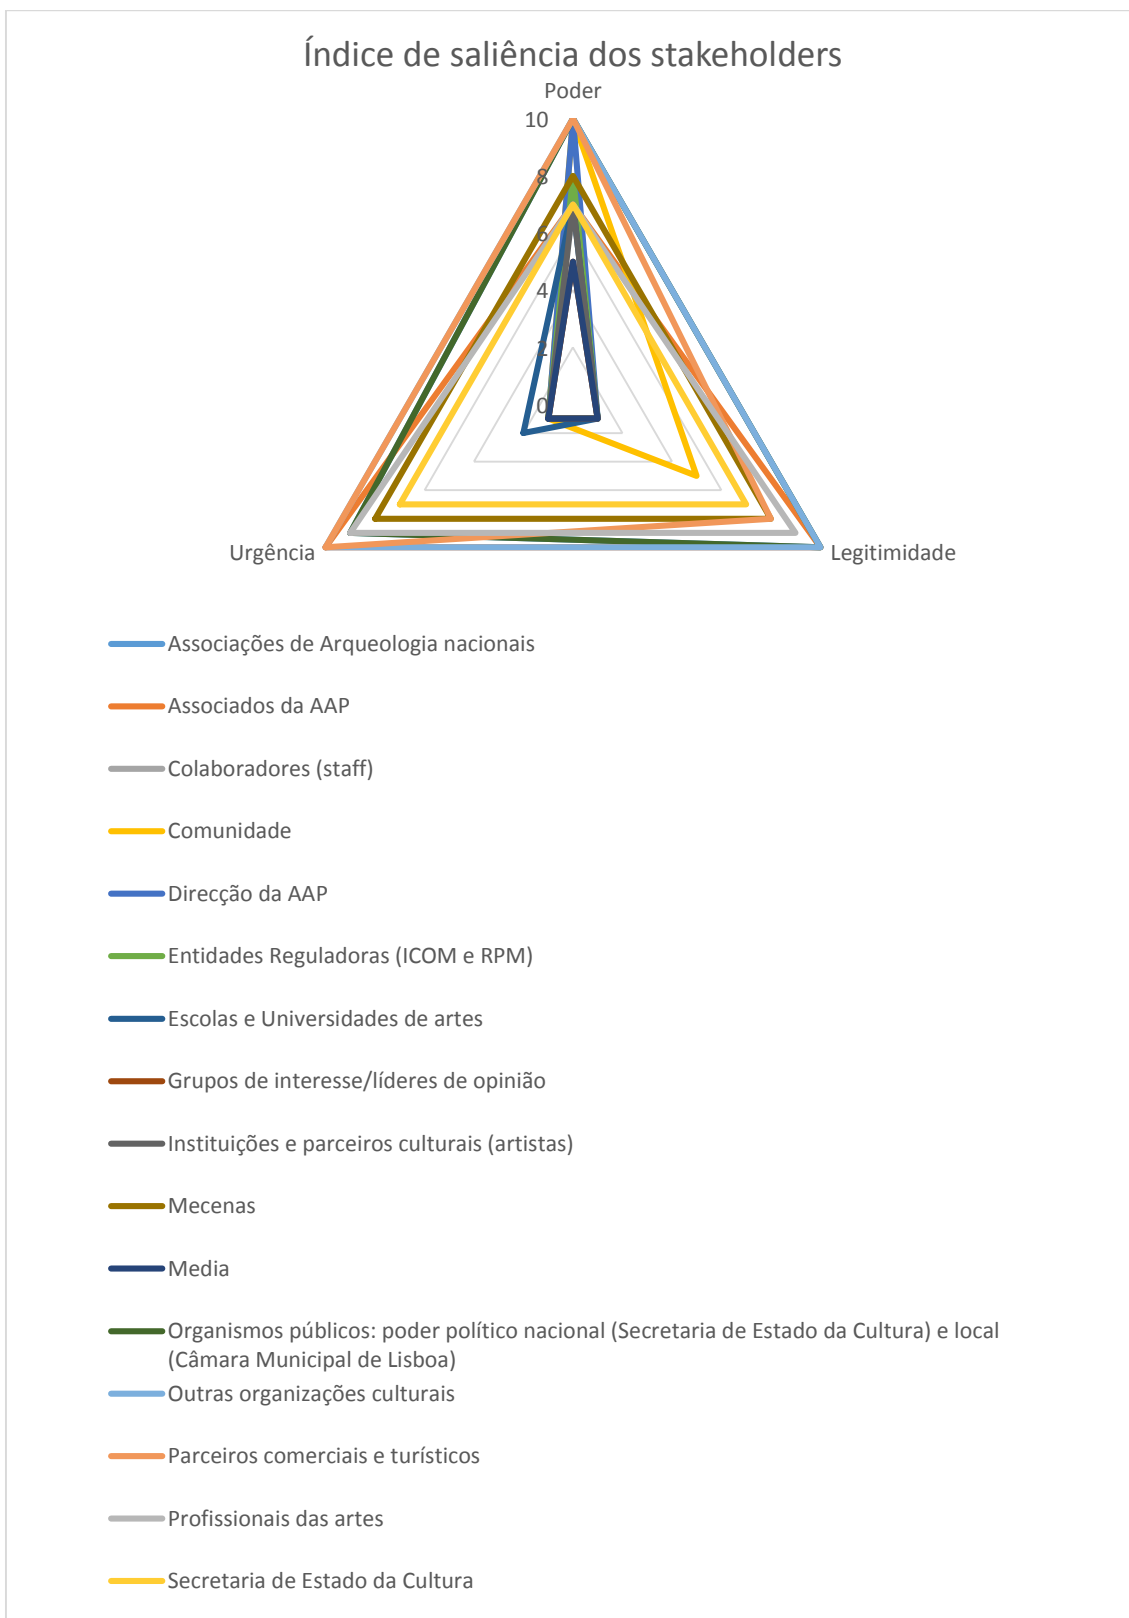 Índice de saliência dos stakeholders
Poder
10
8
6
4
2
0
Urgência
Legitimidade
Associações de Arqueologia nacionais
Associados da AAP
Colaboradores (staff)
Comunidade
Direcção da AAP
Entidades Reguladoras (ICOM e RPM)
Escolas e Universidades de artes
Grupos de interesse/líderes de opinião
Instituições e parceiros culturais (artistas)
Mecenas
Media
Organismos públicos: poder político nacional (Secretaria de Estado da Cultura) e local
(Câmara Municipal de Lisboa)
Outras organizações culturais
Parceiros comerciais e turísticos
Profissionais das artes
Secretaria de Estado da Cultura